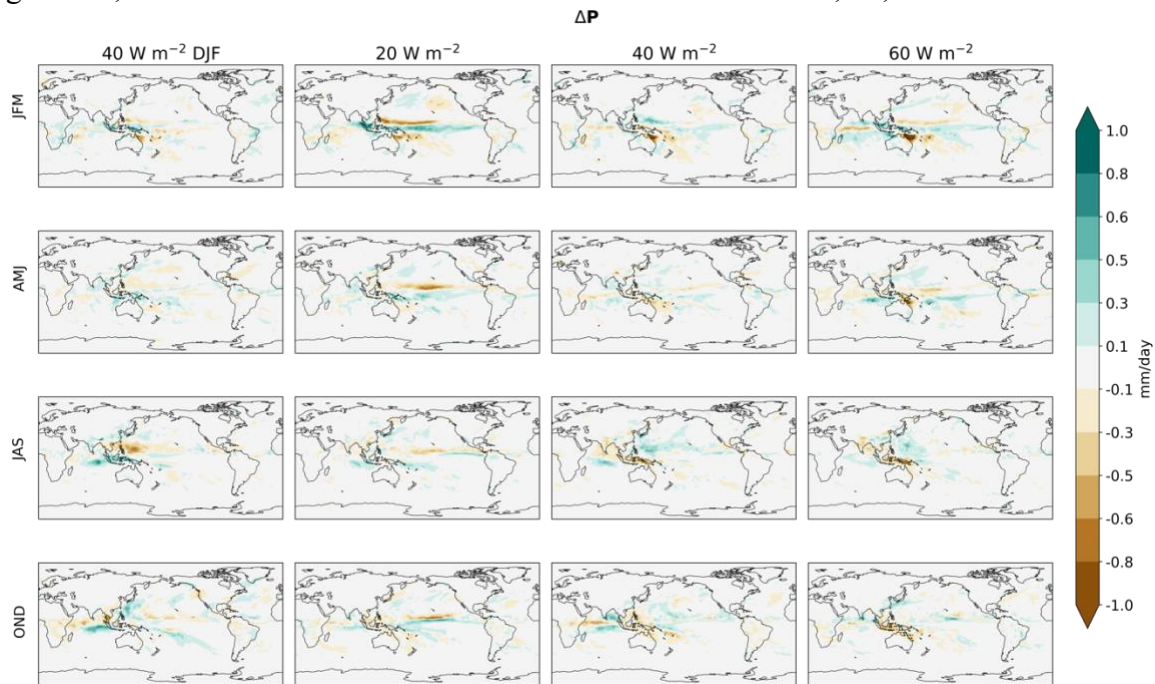 ΔP
40 W m⁻² DJF
20 W m⁻²
40 W m⁻²
60 W m⁻²
JFM
AMJ
JAS
OND
1.0
0.8
0.6
0.5
0.3
0.1
-0.1
-0.3
-0.5
-0.6
-0.8
-1.0
mm/day